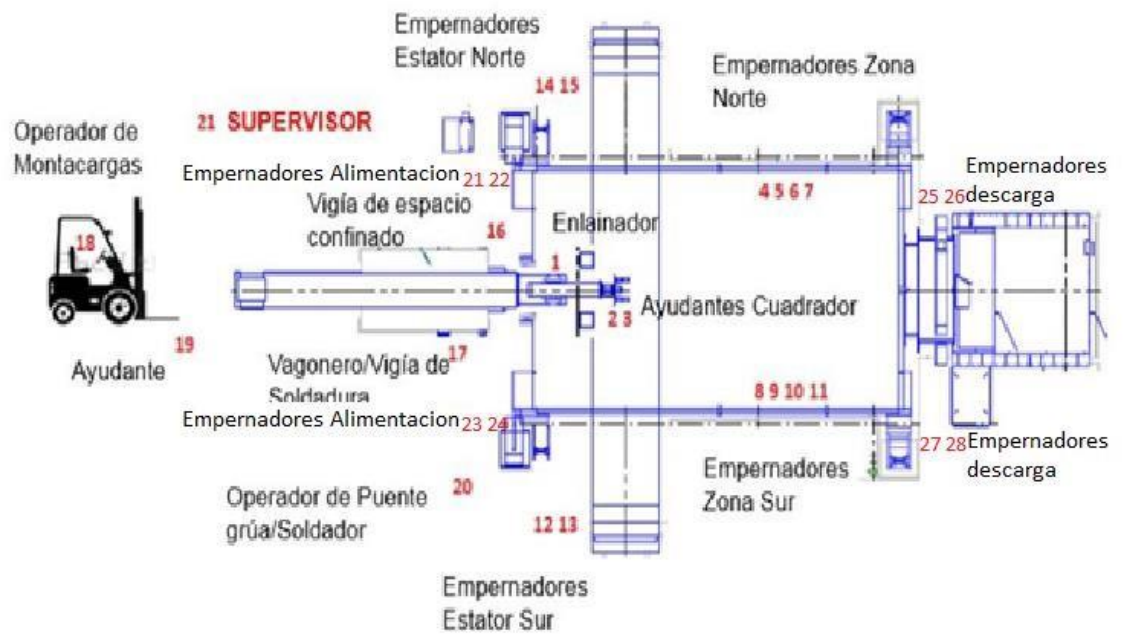 Empernadores
Estator Norte
14 15
Empernadores Zona
Norte
21 SUPERVISOR
Operador de
Montacargas
Empernadores Alimentacion 21 22
4 5 6 7
25 26
Empernadores
descarga
Vigía de espacio
confinado
16
Enlainador
18
1
2 3
Ayudantes Cuadrador
19
Ayudante
17
Vagonero/Vigía de
Soldadura
8 9 10 11
Empernadores Alimentacion 23 24
27 28
Empernadores
descarga
Operador de Puente
grúa/Soldador
20
12 13
Empernadores
Zona Sur
Empernadores
Estator Sur